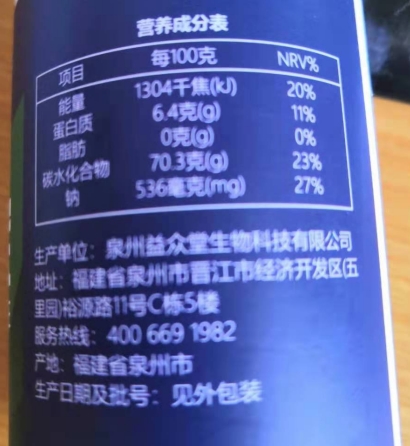 营养成分表
项目 每100克 NRV%
能量 1304千焦(kJ) 20%
蛋白质 6.4克(g) 11%
脂肪 0克(g) 0%
碳水化合物 70.3克(g) 23%
钠 536毫克(mg) 27%
生产单位：泉州益众堂生物科技有限公司
地址：福建省泉州市晋江市经济开发区(五
里园)裕源路11号C栋5楼
服务热线：400 669 1982
产地：福建省泉州市
生产日期及批号：见外包装